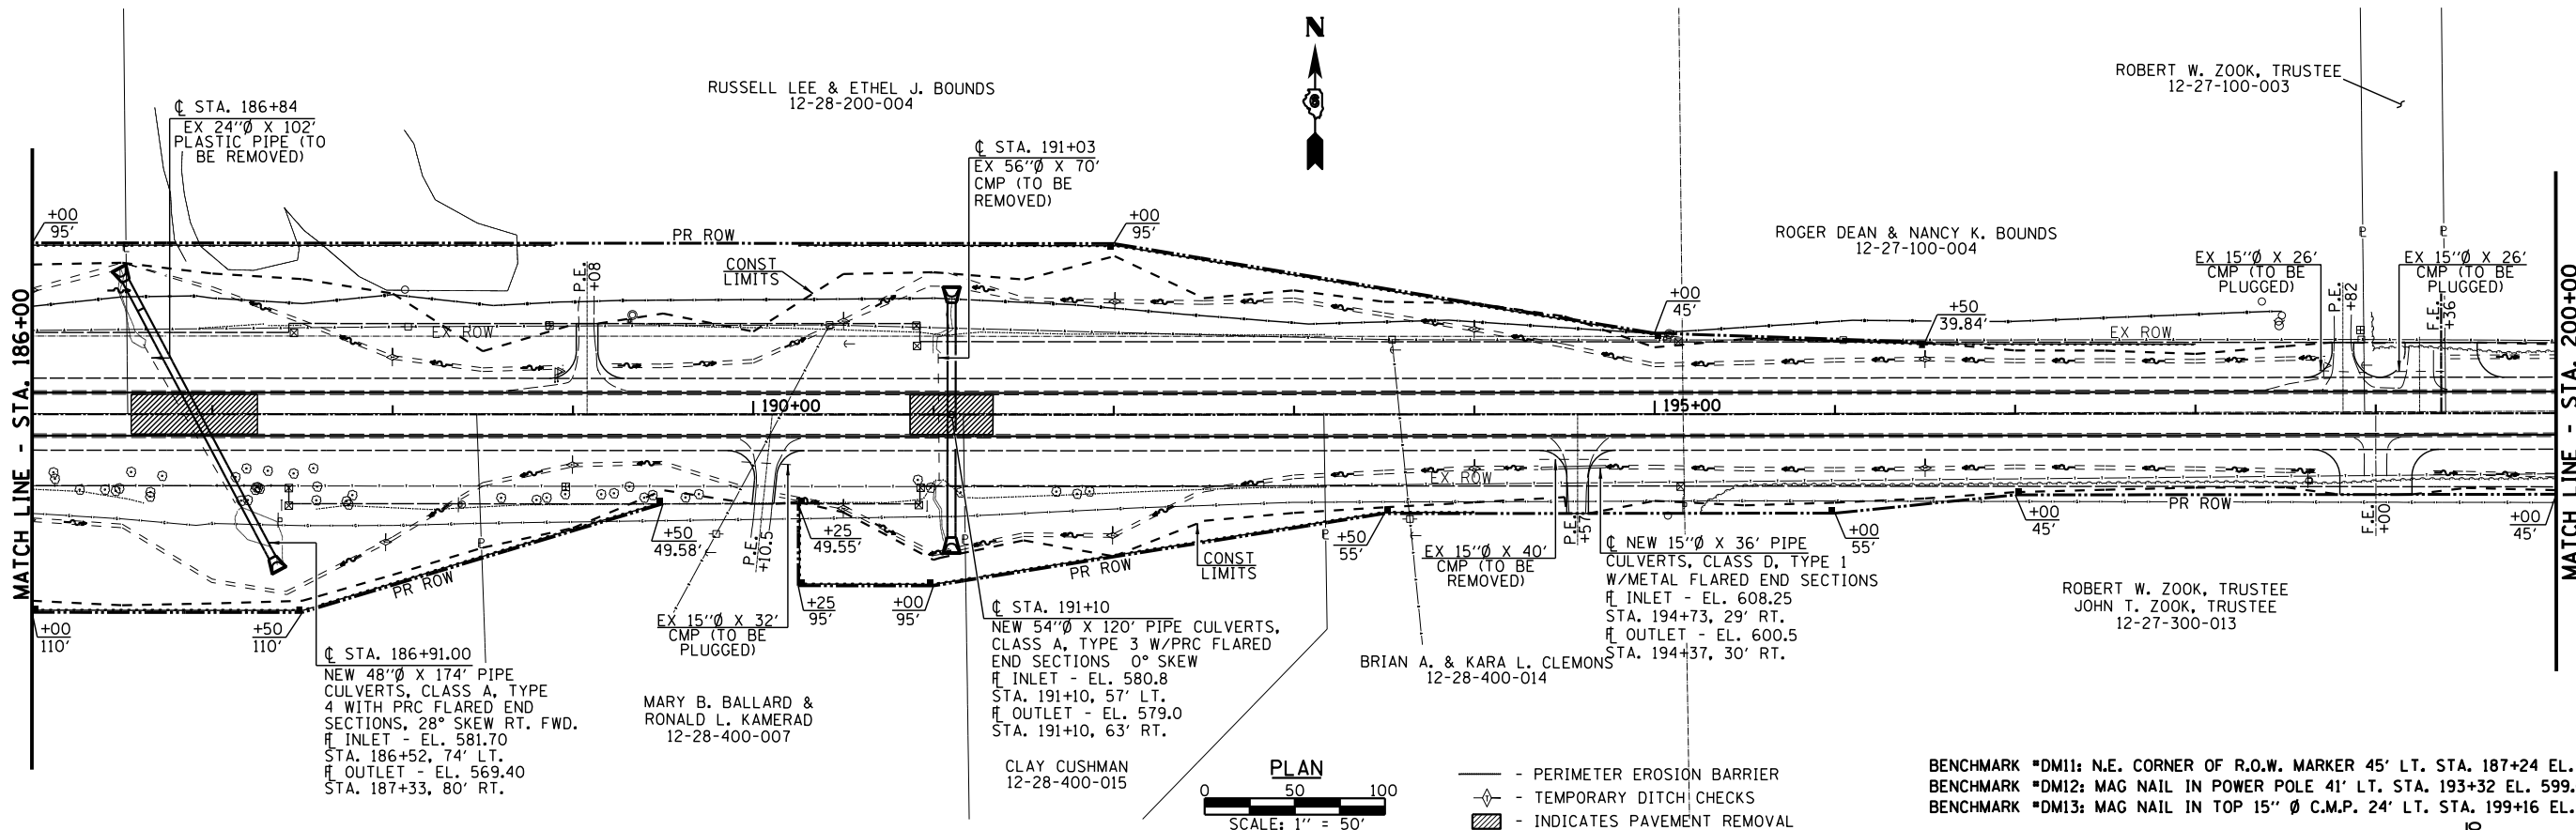 N
6
RUSSELL LEE & ETHEL J. BOUNDS
12-28-200-004
ROBERT W. ZOOK, TRUSTEE
12-27-100-003
℄ STA. 186+84
EX 24"Ø X 102'
PLASTIC PIPE (TO
BE REMOVED)
℄ STA. 191+03
EX 56"Ø X 70'
CMP (TO BE
REMOVED)
+00
95'
PR ROW
+00
95'
CONST
LIMITS
ROGER DEAN & NANCY K. BOUNDS
12-27-100-004
EX 15"Ø X 26'
CMP (TO BE
PLUGGED)
EX 15"Ø X 26'
CMP (TO BE
PLUGGED)
P.E.
+08
+00
45'
+50
39.84'
P.E.
+82
F.E.
+36
EX ROW
EX ROW
MATCH LINE - STA. 186+00
190+00
195+00
MATCH LINE - STA. 200+00
EX ROW
PR ROW
+00
110'
+50
110'
PR ROW
+50
49.58'
P.E.
+10.5
+25
49.55'
+25
95'
+00
95'
PR ROW
CONST
LIMITS
+50
55'
EX 15"Ø X 40'
CMP (TO BE
REMOVED)
P.E.
+57
℄ NEW 15"Ø X 36' PIPE
CULVERTS, CLASS D, TYPE 1
W/METAL FLARED END SECTIONS
FL INLET - EL. 608.25
STA. 194+73, 29' RT.
FL OUTLET - EL. 600.5
STA. 194+37, 30' RT.
+00
55'
+00
45'
F.E.
+00
+00
45'
℄ STA. 186+91.00
NEW 48"Ø X 174' PIPE
CULVERTS, CLASS A, TYPE
4 WITH PRC FLARED END
SECTIONS, 28° SKEW RT. FWD.
FL INLET - EL. 581.70
STA. 186+52, 74' LT.
FL OUTLET - EL. 569.40
STA. 187+33, 80' RT.
EX 15"Ø X 32'
CMP (TO BE
PLUGGED)
MARY B. BALLARD &
RONALD L. KAMERAD
12-28-400-007
℄ STA. 191+10
NEW 54"Ø X 120' PIPE CULVERTS,
CLASS A, TYPE 3 W/PRC FLARED
END SECTIONS 0° SKEW
FL INLET - EL. 580.8
STA. 191+10, 57' LT.
FL OUTLET - EL. 579.0
STA. 191+10, 63' RT.
CLAY CUSHMAN
12-28-400-015
BRIAN A. & KARA L. CLEMONS
12-28-400-014
ROBERT W. ZOOK, TRUSTEE
JOHN T. ZOOK, TRUSTEE
12-27-300-013
PLAN
0 50 100
SCALE: 1" = 50'
- PERIMETER EROSION BARRIER
- TEMPORARY DITCH CHECKS
- INDICATES PAVEMENT REMOVAL
BENCHMARK #DM11: N.E. CORNER OF R.O.W. MARKER 45' LT. STA. 187+24 EL.
BENCHMARK #DM12: MAG NAIL IN POWER POLE 41' LT. STA. 193+32 EL. 599.
BENCHMARK #DM13: MAG NAIL IN TOP 15" Ø C.M.P. 24' LT. STA. 199+16 EL.